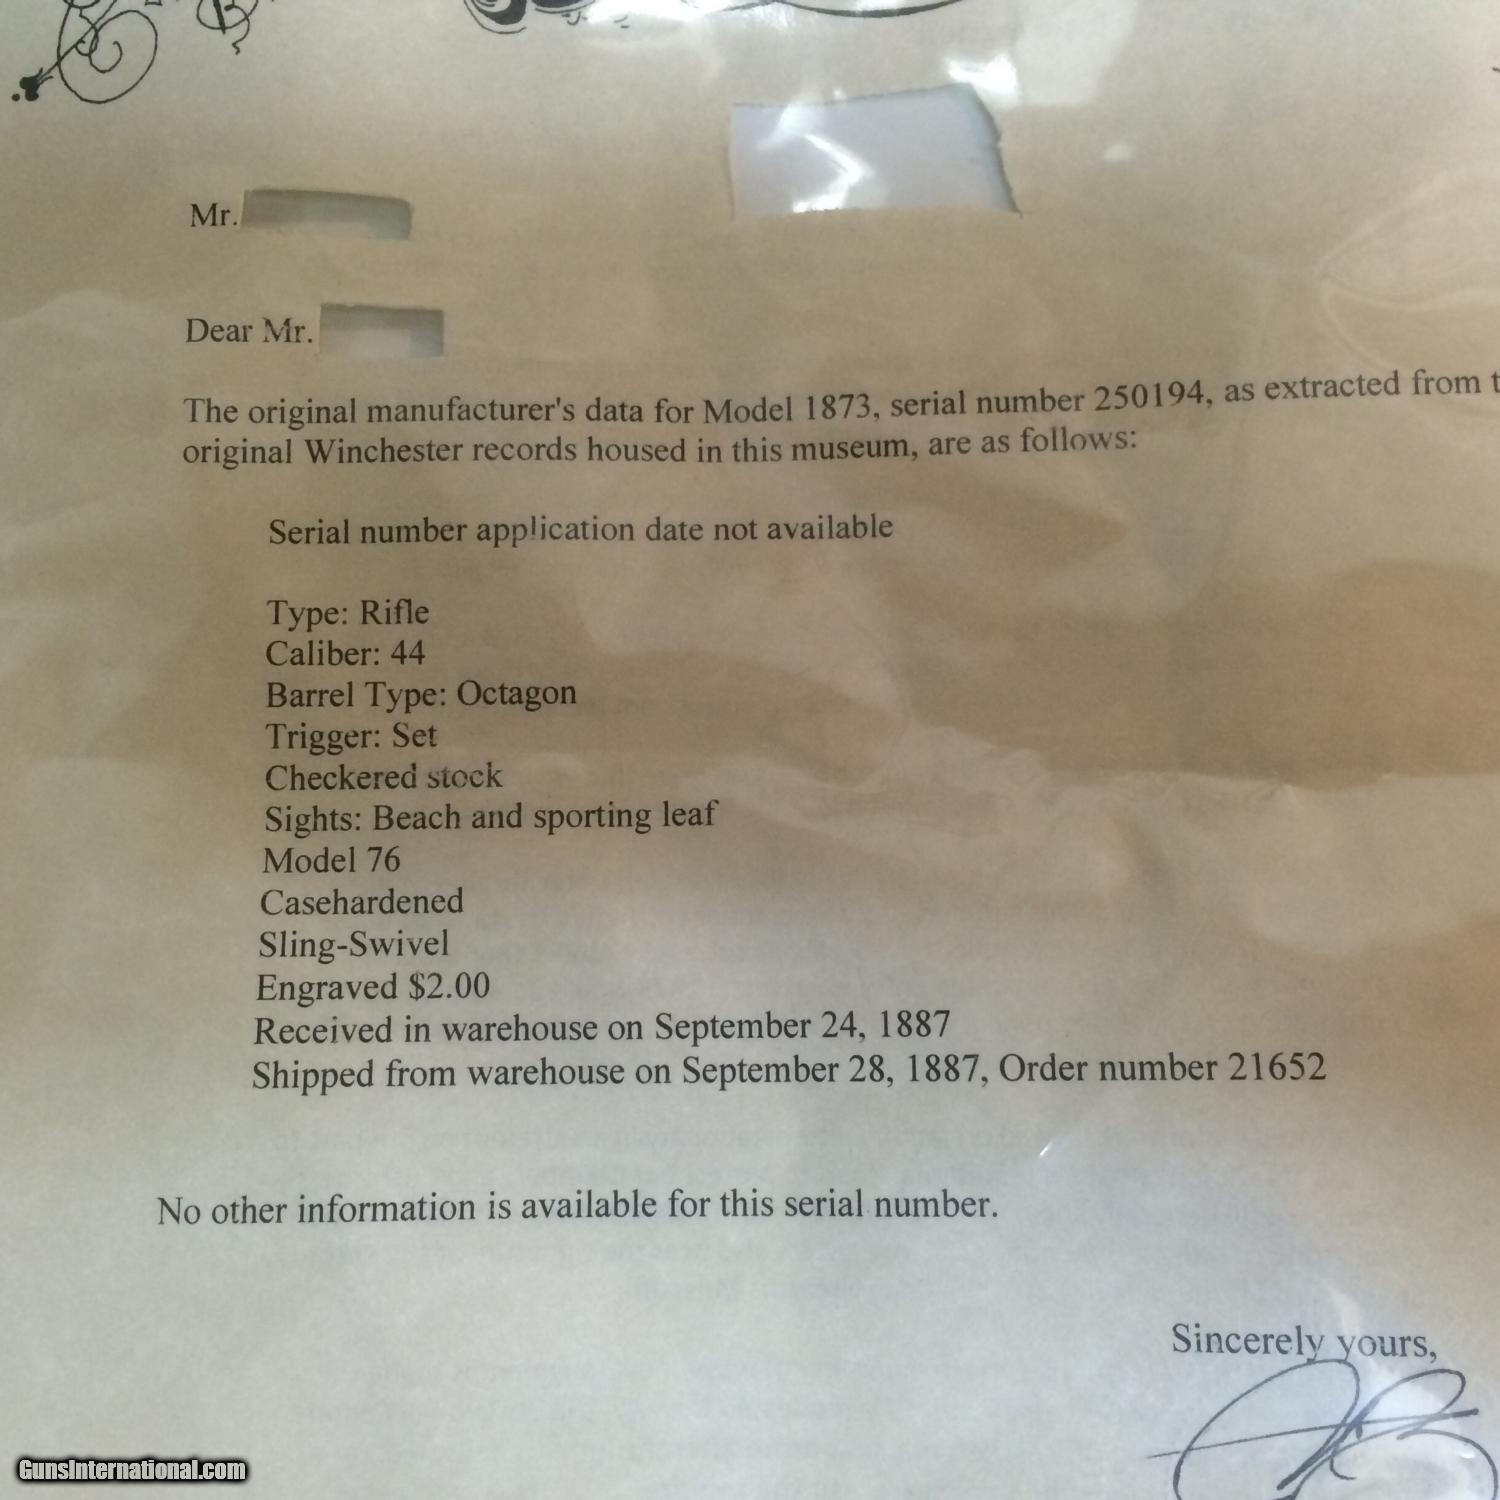 Mr.
Dear Mr.
The original manufacturer's data for Model 1873, serial number 250194, as extracted from t
original Winchester records housed in this museum, are as follows:
Serial number application date not available
Type: Rifle
Caliber: 44
Barrel Type: Octagon
Trigger: Set
Checkered stock
Sights: Beach and sporting leaf
Model 76
Casehardened
Sling-Swivel
Engraved $2.00
Received in warehouse on September 24, 1887
Shipped from warehouse on September 28, 1887, Order number 21652
No other information is available for this serial number.
Sincerely yours,
GunsInternational.com